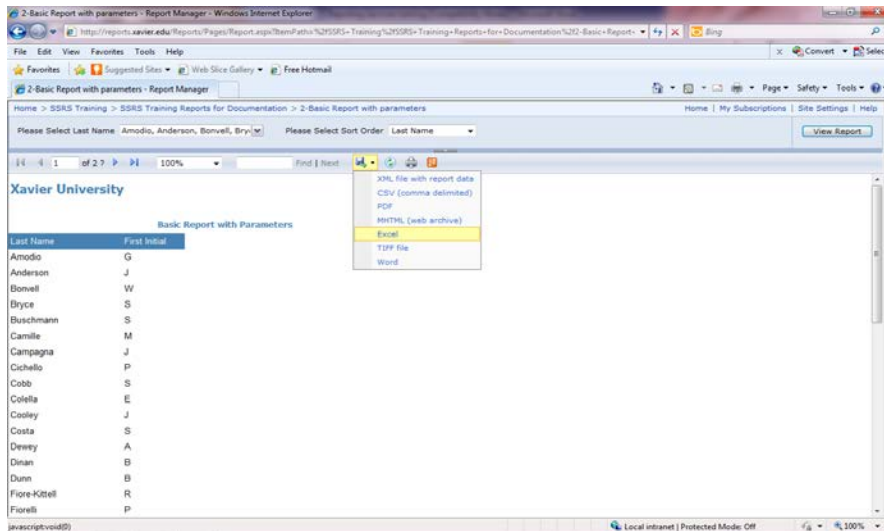 2-Basic Report with parameters - Report Manager - Windows Internet Explorer
http://reports.xavier.edu/Reports/Pages/Report.aspx?ItemPath=%2fSSRS+Training%2fSSRS+Training+Reports+for+Documentation%2f2-Basic+Report+ Bing
File Edit View Favorites Tools Help x Convert Selec
Favorites Suggested Sites Web Slice Gallery Free Hotmail
2-Basic Report with parameters - Report Manager Page Safety Tools
Home > SSRS Training > SSRS Training Reports for Documentation > 2-Basic Report with parameters Home | My Subscriptions | Site Settings | Help
Please Select Last Name Amodio, Anderson, Bonvell, Bry Please Select Sort Order Last Name View Report
1 of 2 ? 100% Find | Next
XML file with report data
CSV (comma delimited)
PDF
MHTML (web archive)
Excel
TIFF file
Word
Xavier University
Basic Report with Parameters
Last Name First Initial
Amodio G
Anderson J
Bonvell W
Bryce S
Buschmann S
Camille M
Campagna J
Cichello P
Cobb S
Colella E
Cooley J
Costa S
Dewey A
Dinan B
Dunn B
Fiore-Kittell R
Fiorelli P
javascript:void(0) Local intranet | Protected Mode: Off 100%